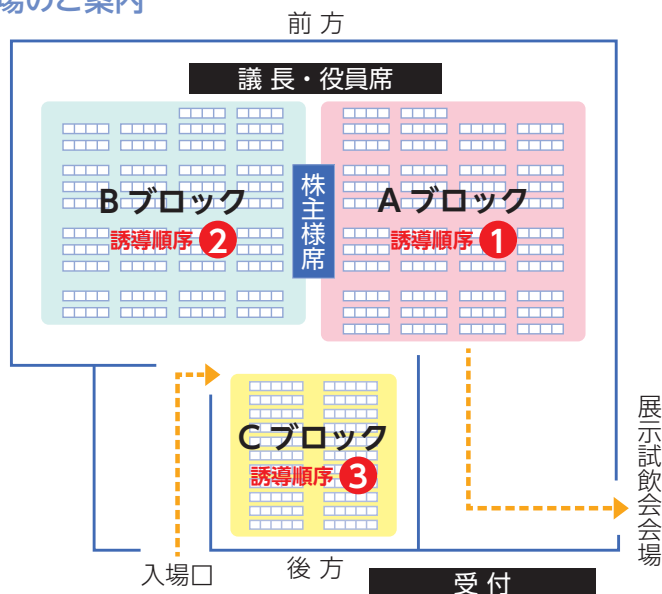 場のご案内
前 方
議 長・役員席
B ブロック
誘導順序 2
株主様席
A ブロック
誘導順序 1
C ブロック
誘導順序 3
展示試飲会会場
入場口
後 方
受 付